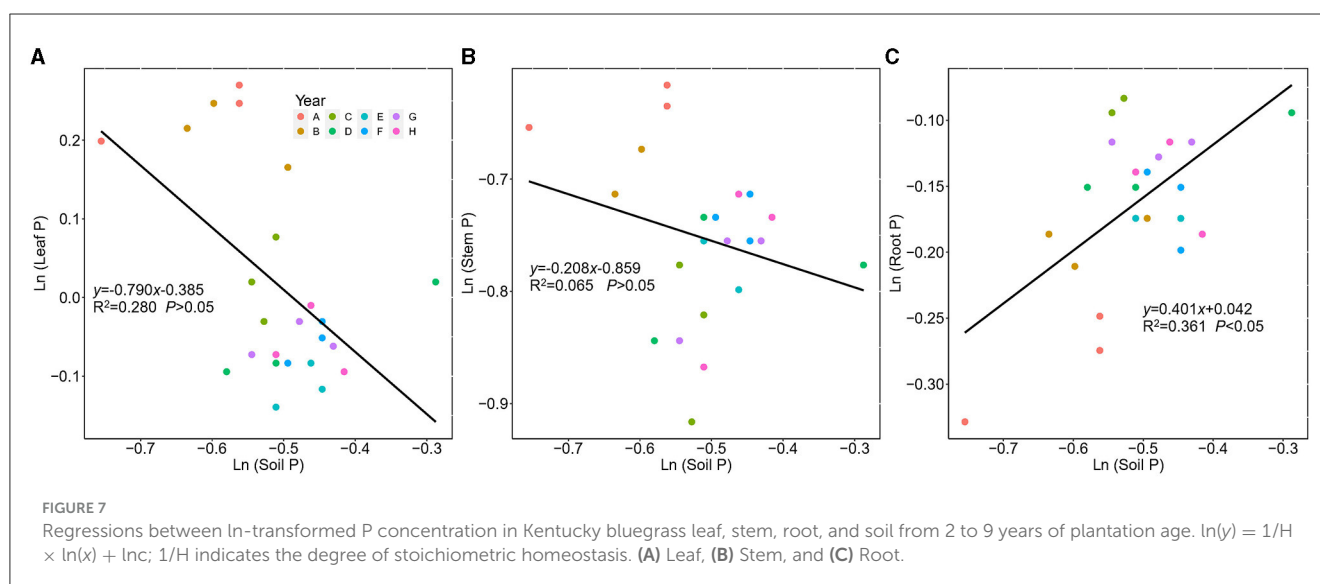 A
Ln (Leaf P)
0.2
0.1
0.0
−0.1
Year
A C E G
B D F H
y=-0.790x-0.385
R²=0.280 P>0.05
−0.7 −0.6 −0.5 −0.4 −0.3
Ln (Soil P)
B
Ln (Stem P)
−0.7
−0.8
−0.9
y=-0.208x-0.859
R²=0.065 P>0.05
−0.7 −0.6 −0.5 −0.4 −0.3
Ln (Soil P)
C
Ln (Root P)
−0.10
−0.15
−0.20
−0.25
−0.30
y=0.401x+0.042
R²=0.361 P<0.05
−0.7 −0.6 −0.5 −0.4 −0.3
Ln (Soil P)
FIGURE 7
Regressions between ln-transformed P concentration in Kentucky bluegrass leaf, stem, root, and soil from 2 to 9 years of plantation age. ln(y) = 1/H
× ln(x) + lnc; 1/H indicates the degree of stoichiometric homeostasis. (A) Leaf, (B) Stem, and (C) Root.